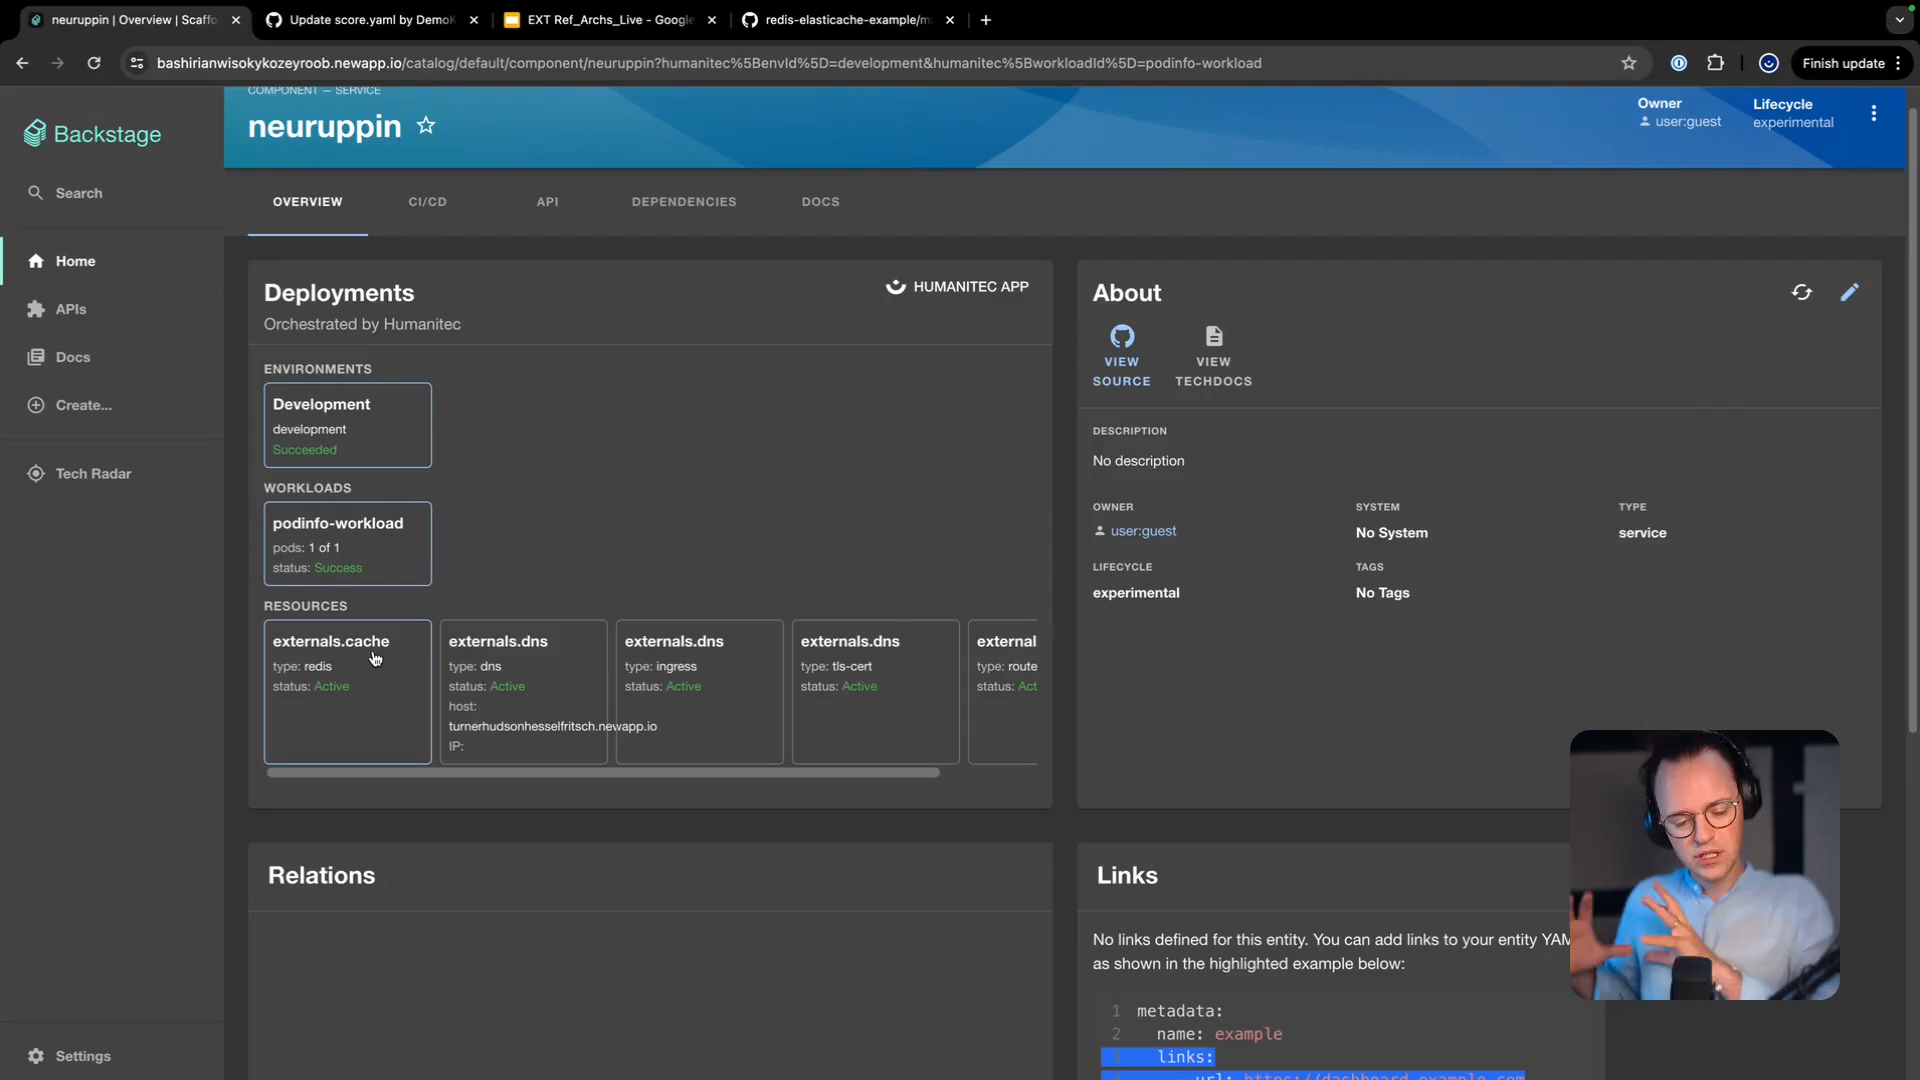 neuruppin | Overview | Scaffo
Update score.yaml by DemoK
EXT Ref_Archs_Live - Google
redis-elasticache-example/m
bashirianwisokykozeyroob.newapp.io/catalog/default/component/neuruppin?humanitec%5BenvId%5D=development&humanitec%5BworkloadId%5D=podinfo-workload
Finish update
Backstage
Search
Home
APIs
Docs
Create...
Tech Radar
Settings
COMPONENT — SERVICE
neuruppin
Owner
user:guest
Lifecycle
experimental
OVERVIEW
CI/CD
API
DEPENDENCIES
DOCS
Deployments
HUMANITEC APP
Orchestrated by Humanitec
ENVIRONMENTS
Development
development
Succeeded
WORKLOADS
podinfo-workload
pods: 1 of 1
status: Success
RESOURCES
externals.cache
type: redis
status: Active
externals.dns
type: dns
status: Active
host:
turnerhudsonhesselfritsch.newapp.io
IP:
externals.dns
type: ingress
status: Active
externals.dns
type: tls-cert
status: Active
external
type: route
status: Act
About
VIEW
SOURCE
VIEW
TECHDOCS
DESCRIPTION
No description
OWNER
user:guest
SYSTEM
No System
TYPE
service
LIFECYCLE
experimental
TAGS
No Tags
Relations
Links
No links defined for this entity. You can add links to your entity YAM
as shown in the highlighted example below:
1 metadata:
2 name: example
3 links:
url: https://dashboard.example.com